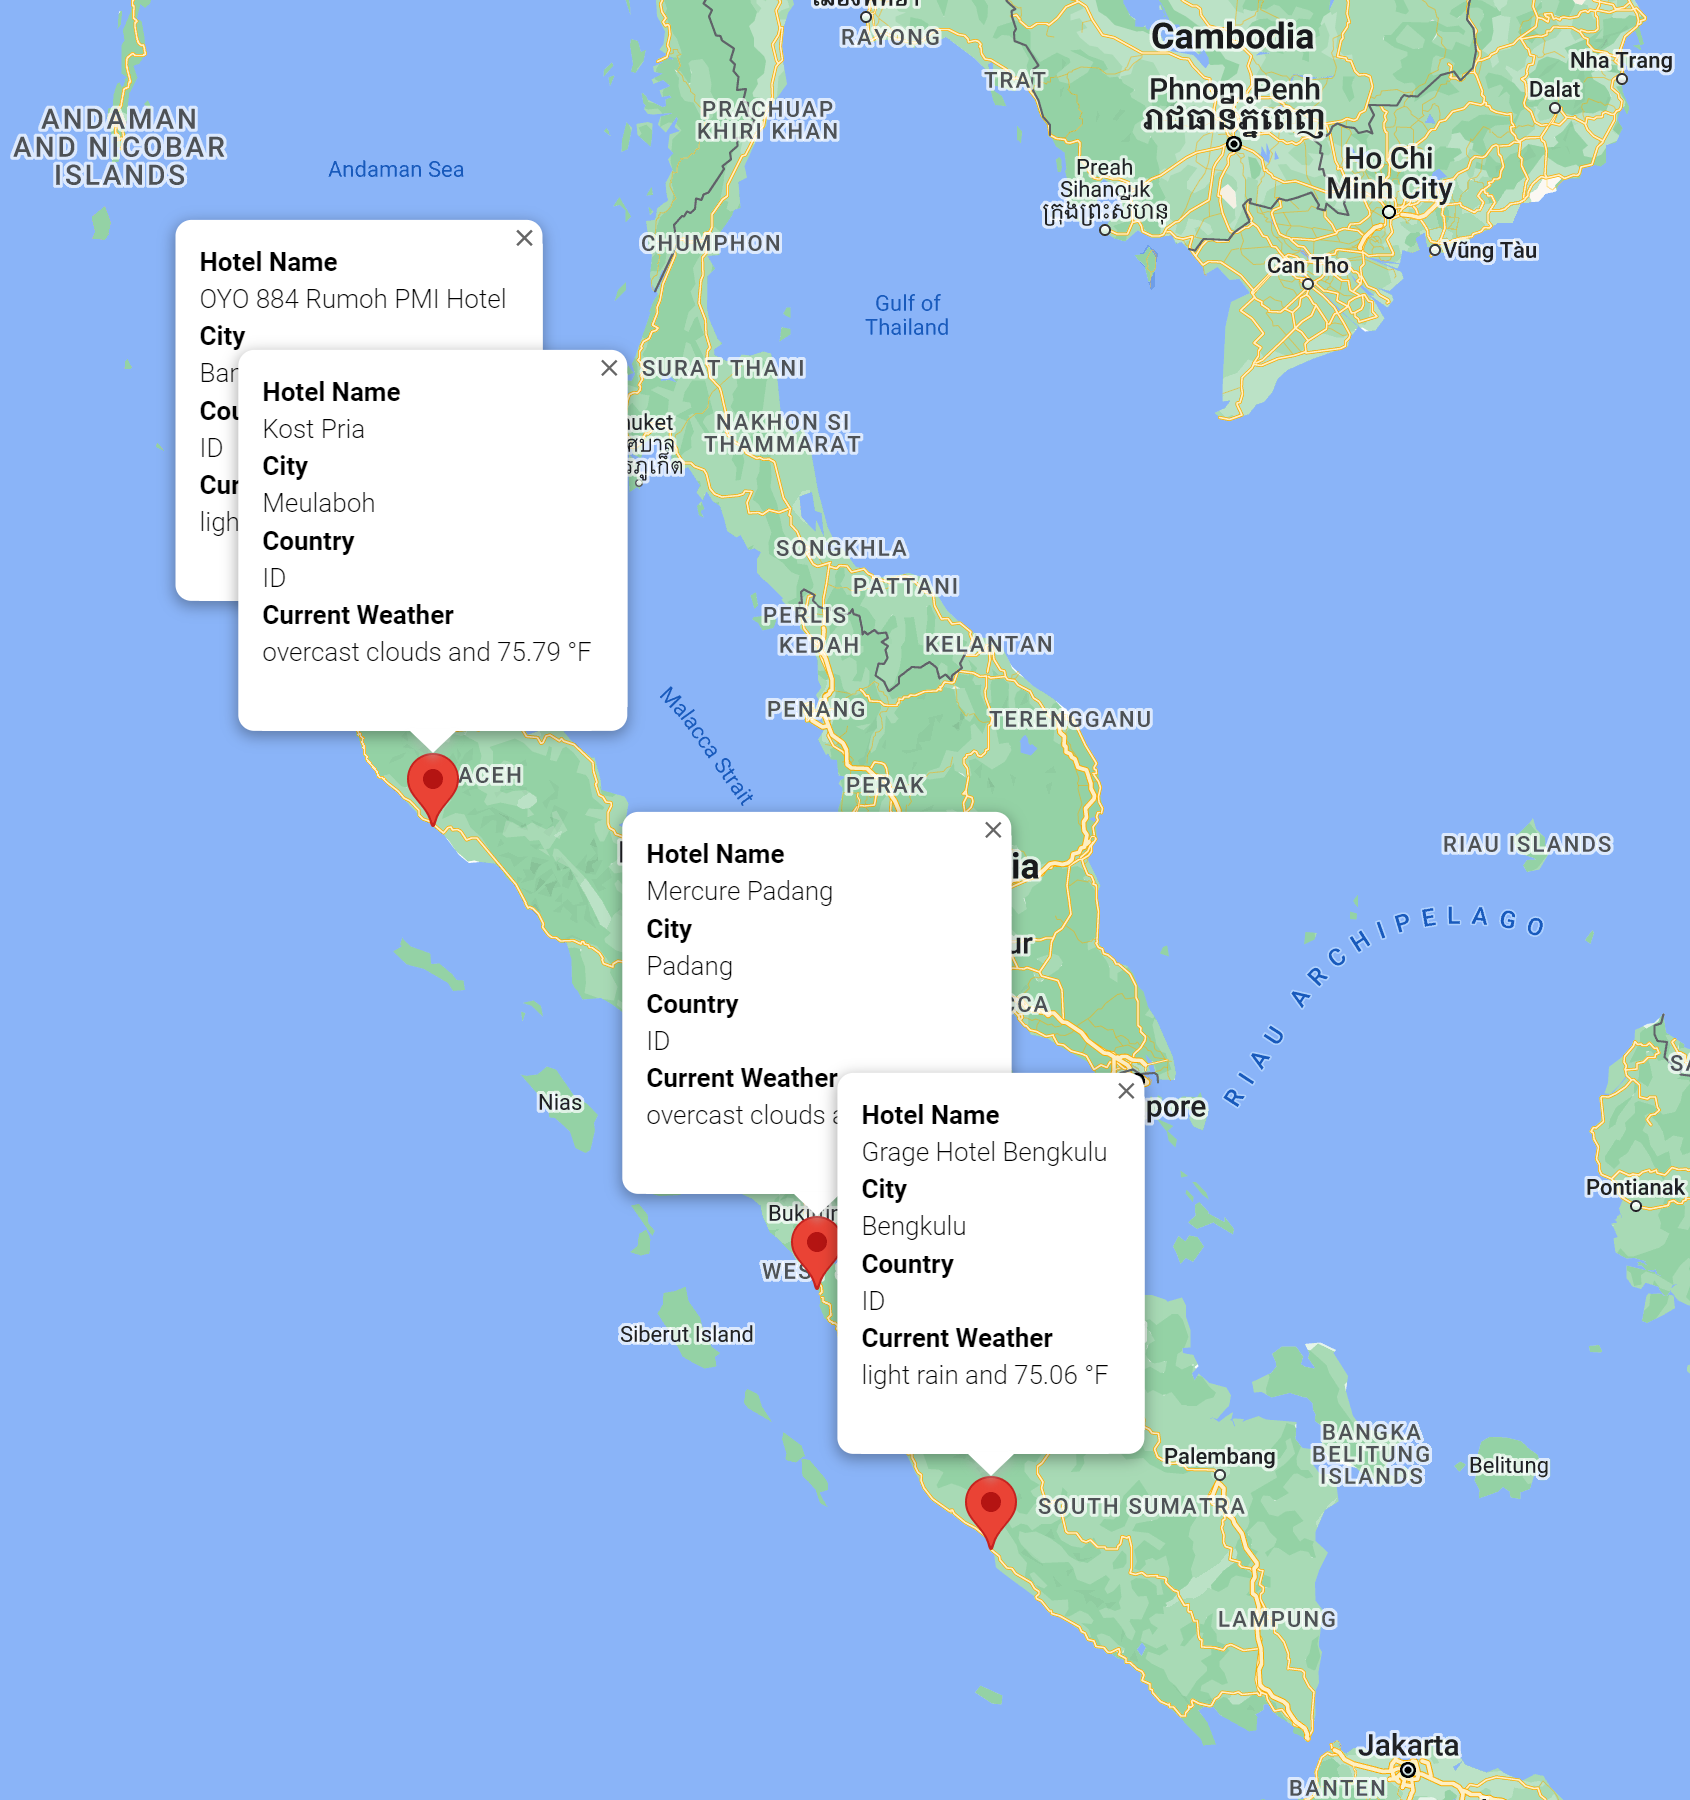 RAYONG
Cambodia
Nha Trang
TRAT
Phnom Penh
រាជធានីភ្នំពេញ
Dalat
PRACHUAP
KHIRI KHAN
ANDAMAN
AND NICOBAR
ISLANDS
Andaman Sea
Preah
Sihanouk
ក្រុងព្រះសីហនុ
Ho Chi
Minh City
Vũng Tàu
CHUMPHON
Can Tho
Gulf of
Thailand
Hotel Name
OYO 884 Rumoh PMI Hotel
City
ID
Hotel Name
Kost Pria
City
Meulaboh
Country
ID
Current Weather
overcast clouds and 75.79 °F
SURAT THANI
NAKHON SI
THAMMARAT
SONGKHLA
PATTANI
PERLIS
KEDAH
KELANTAN
PENANG
TERENGGANU
Malacca Strait
PERAK
ACEH
RIAU ISLANDS
RIAU ARCHIPELAGO
Hotel Name
Mercure Padang
City
Padang
Country
ID
Current Weather
overcast clouds
Nias
Hotel Name
Grage Hotel Bengkulu
City
Bengkulu
Country
ID
Current Weather
light rain and 75.06 °F
Pontianak
Siberut Island
BANGKA
BELITUNG
ISLANDS
Belitung
Palembang
SOUTH SUMATRA
LAMPUNG
Jakarta
BANTEN